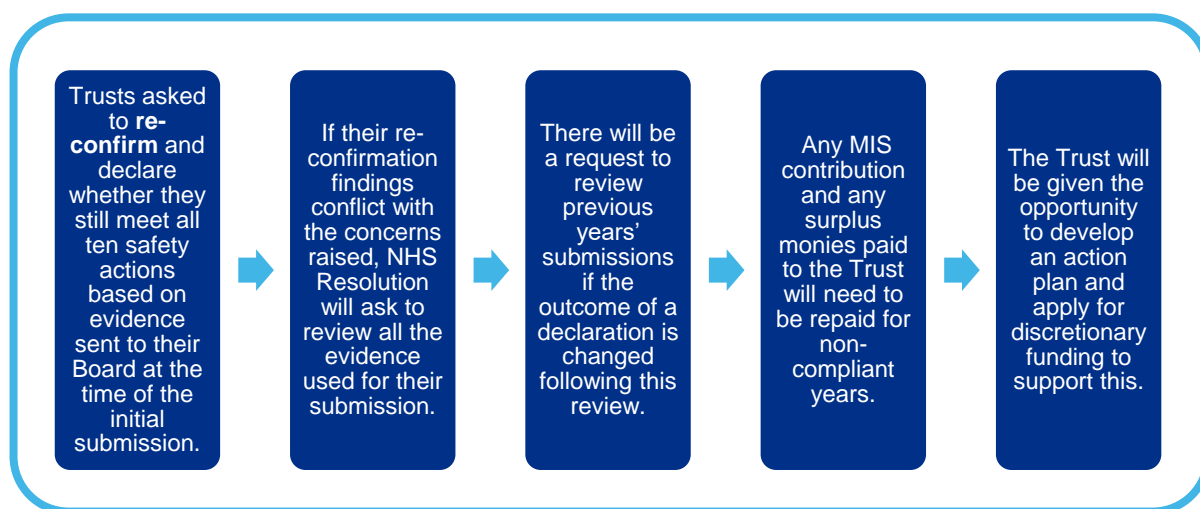 Trusts asked
to re-
confirm and
declare
whether they
still meet all
ten safety
actions
based on
evidence
sent to their
Board at the
time of the
initial
submission.
If their re-
confirmation
findings
conflict with
the concerns
raised, NHS
Resolution
will ask to
review all the
evidence
used for their
submission.
There will be
a request to
review
previous
years’
submissions
if the
outcome of a
declaration is
changed
following this
review.
Any MIS
contribution
and any
surplus
monies paid
to the Trust
will need to
be repaid for
non-
compliant
years.
The Trust will
be given the
opportunity
to develop
an action
plan and
apply for
discretionary
funding to
support this.